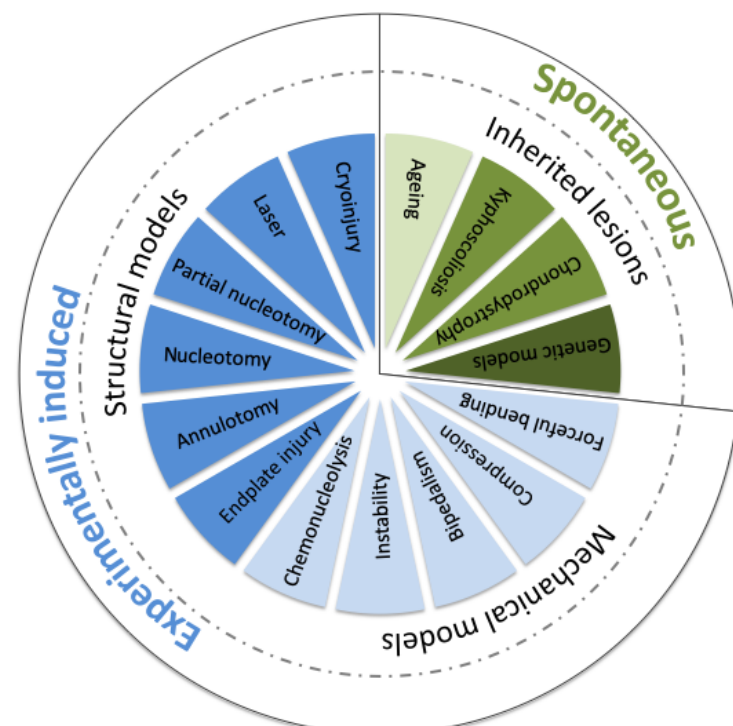 Spontaneous
Inherited lesions
Ageing
Kyphoscoliosis
Chondrodystrophy
Genetic models
Forceful bending
Compression
Bipedalism
Instability
Chemonucleolysis
Mechanical models
Endplate injury
Annulotomy
Nucleotomy
Partial nucleotomy
Laser
Cryoinjury
Structural models
Experimentally induced